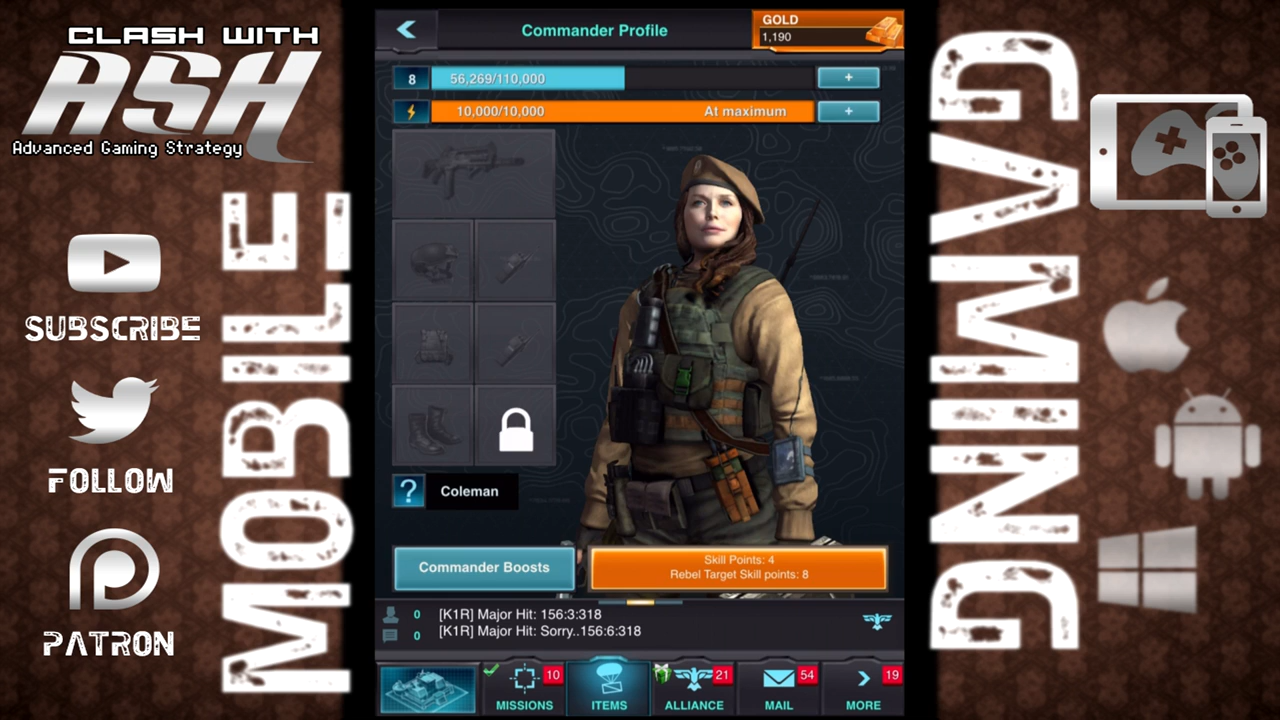 CLASH WITH
ASH
Advanced Gaming Strategy
SUBSCRIBE
FOLLOW
PATRON
MOBILE
Commander Profile
GOLD
1,190
8
56,269/110,000
+
10,000/10,000
At maximum
+
? Coleman
Commander Boosts
Skill Points: 4
Rebel Target Skill points: 8
0 [K1R] Major Hit: 156:3:318
0 [K1R] Major Hit: Sorry..156:6:318
10
21
54
19
MISSIONS
ITEMS
ALLIANCE
MAIL
MORE
GAMING